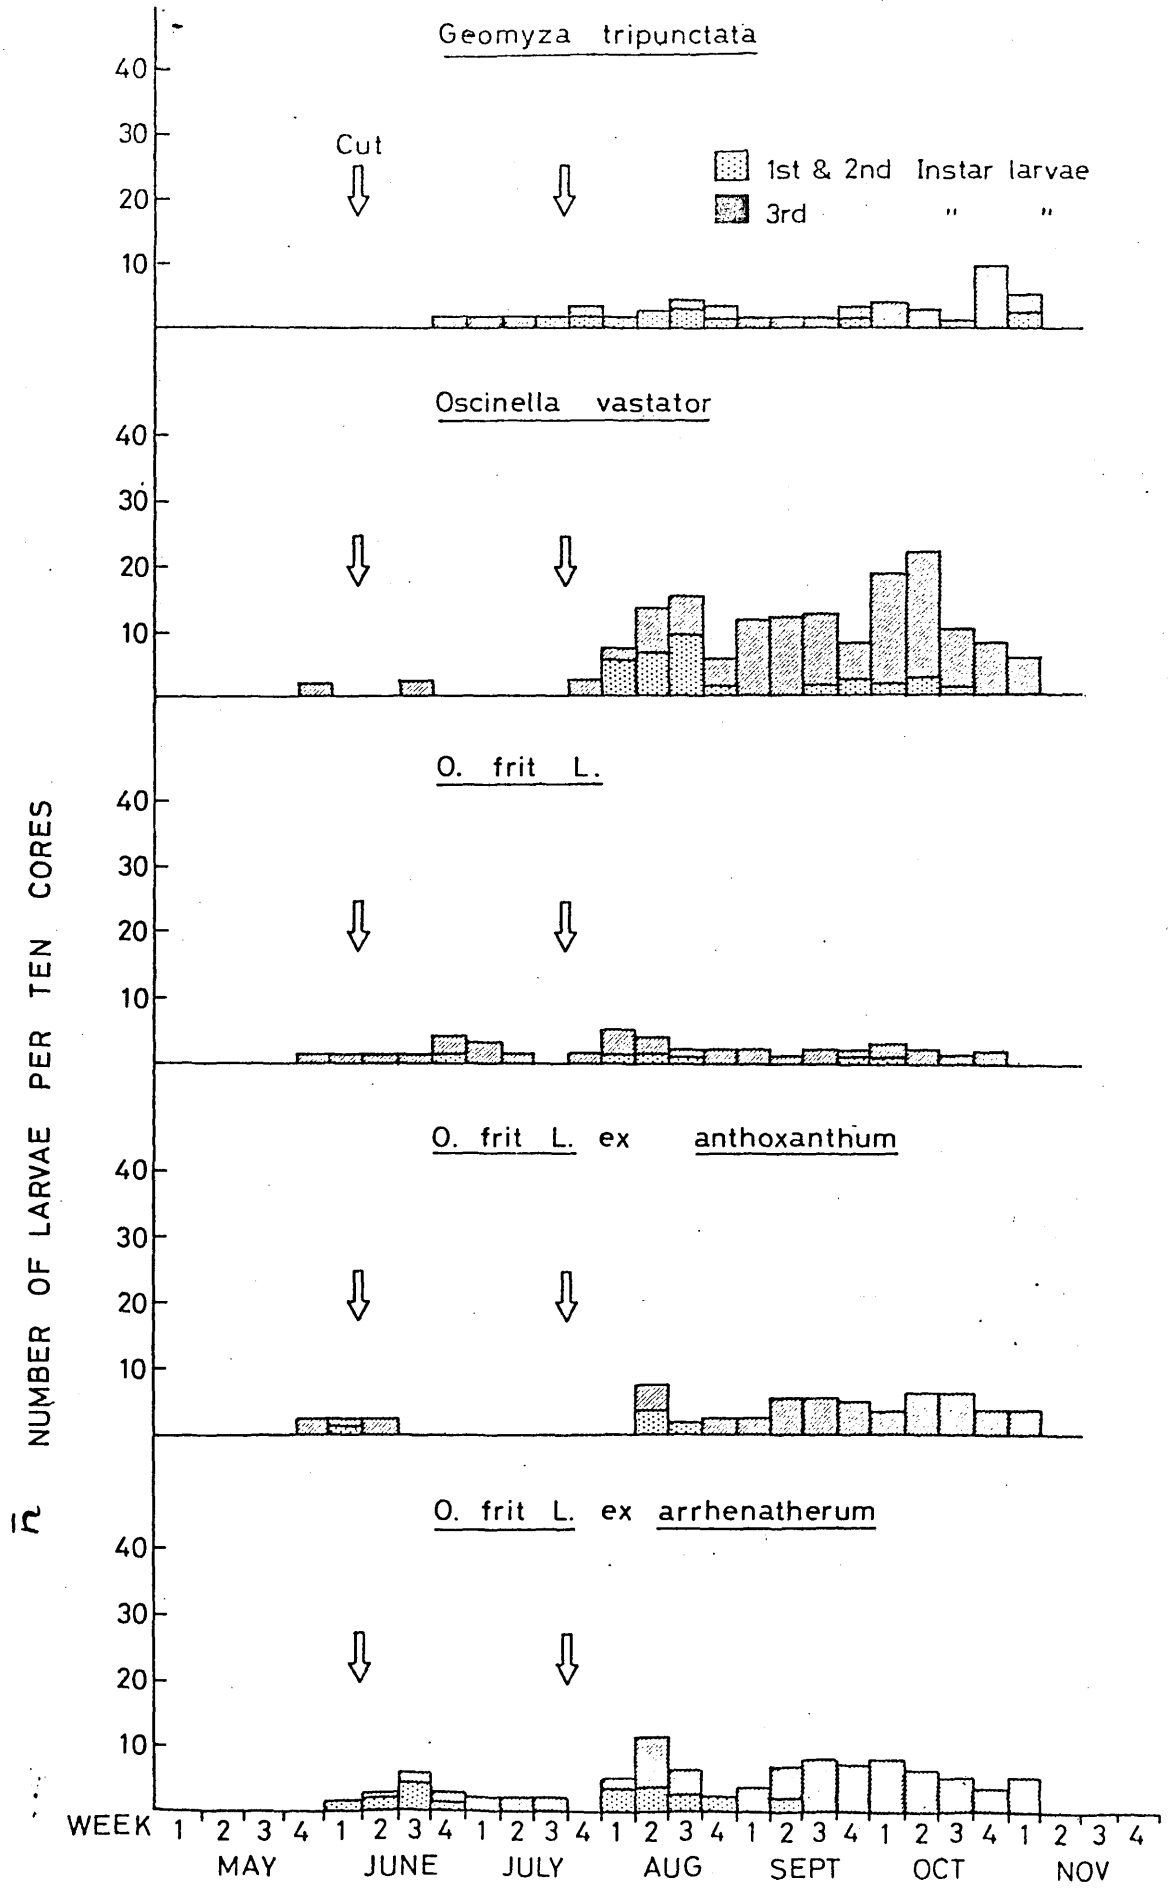 Geomyza tripunctata
40
30
20
10
Cut
1st & 2nd Instar larvae
3rd " "
Oscinella vastator
40
30
20
10
O. frit L.
40
30
20
10
O. frit L. ex anthoxanthum
40
30
20
10
O. frit L. ex arrhenatherum
40
30
20
10
n̄ NUMBER OF LARVAE PER TEN CORES
WEEK 1 2 3 4 1 2 3 4 1 2 3 4 1 2 3 4 1 2 3 4 1 2 3 4 1 2 3 4
MAY JUNE JULY AUG SEPT OCT NOV